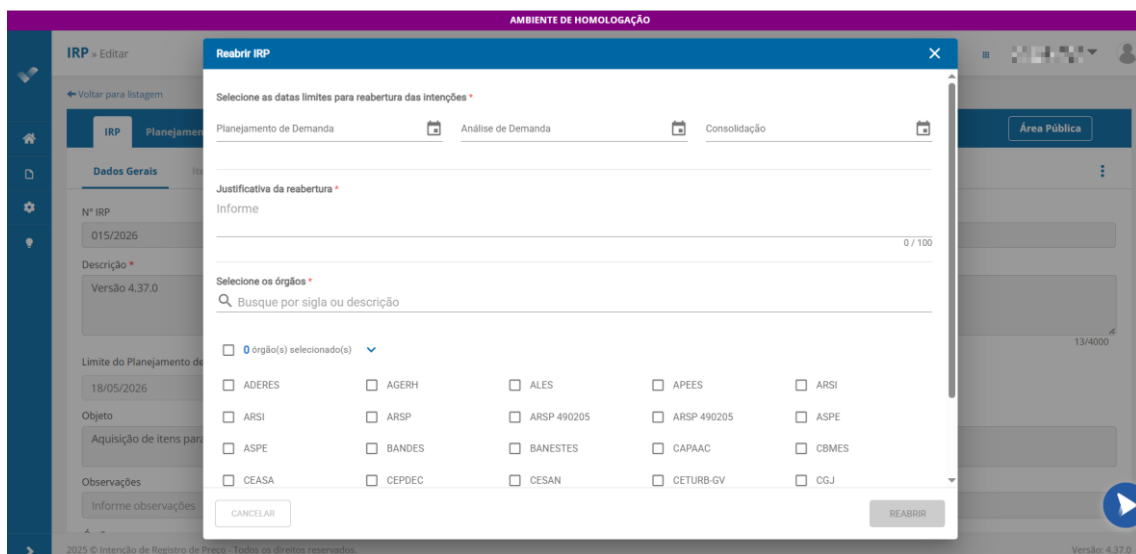 AMBIENTE DE HOMOLOGAÇÃO
IRP » Editar
Reabrir IRP
Voltar para listagem
Selecione as datas limites para reabertura das intenções *
Planejamento de Demanda Análise de Demanda Consolidação
IRP Planejamen Área Pública
Dados Gerais Ite
Justificativa da reabertura *
Informe
Nº IRP
015/2026
0 / 100
Descrição *
Versão 4.37.0
Selecione os órgãos *
Busque por sigla ou descrição
13/4000
0 órgão(s) selecionado(s)
Limite do Planejamento de
18/05/2026
ADERES AGERH ALES APEES ARSI
Objeto
ARSI ARSP ARSP 490205 ARSP 490205 ASPE
Aquisição de itens para
ASPE BANDES BANESTES CAPAAC CBMES
Observações
CEASA CEPDEC CESAN CETURB-GV CGJ
Informe observações
CANCELAR REABRIR
2025 © Intenção de Registro de Preço - Todos os direitos reservados. Versão: 4.37.0